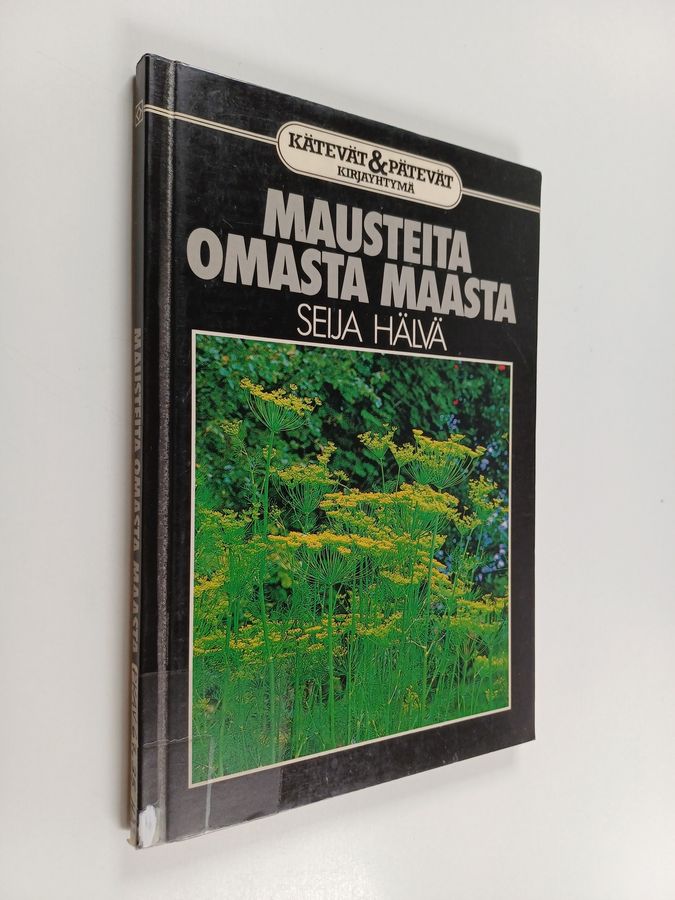 KÄTEVÄT & PÄTEVÄT
KIRJAYHTYMÄ
MAUSTEITA
OMASTA MAASTA
SEIJA HÄLVÄ
MAUSTEITA OMASTA MAASTA